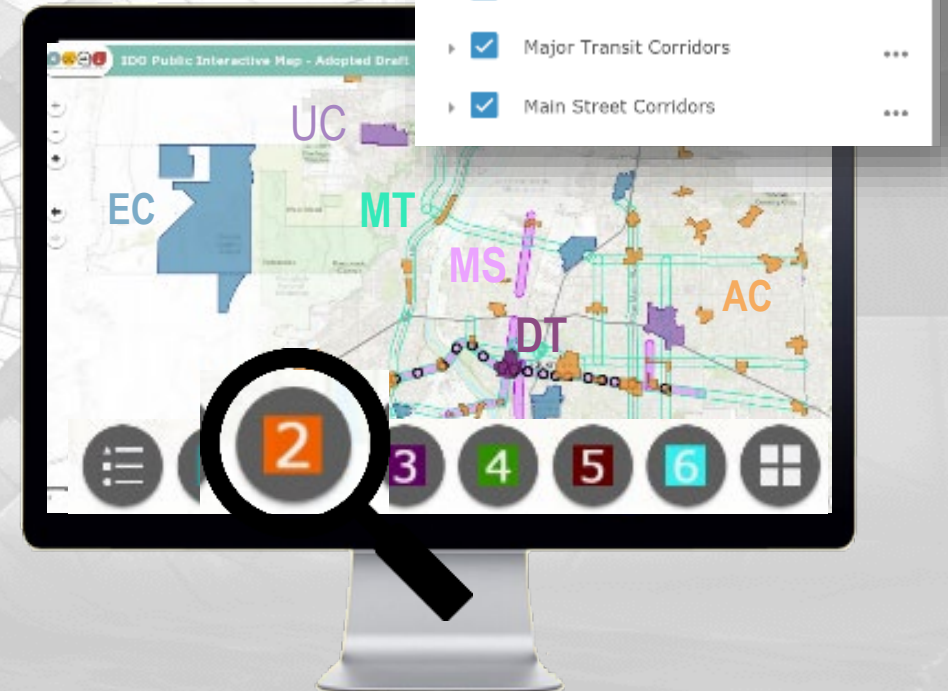 Major Transit Corridors
Main Street Corridors
IDO Public Interactive Map - Adopted Draft
UC
EC
MT
MS
AC
DT
2
3
4
5
6